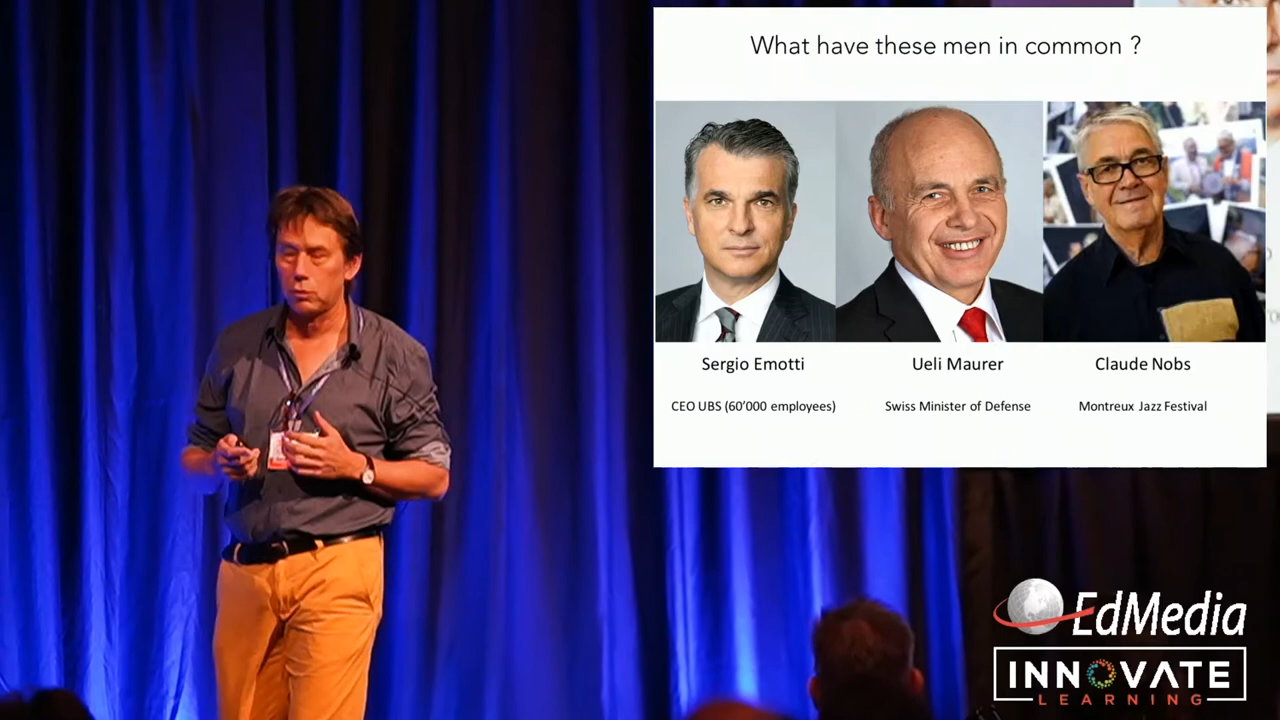 What have these men in common ?
Sergio Emotti
Ueli Maurer
Claude Nobs
CEO UBS (60'000 employees)
Swiss Minister of Defense
Montreux Jazz Festival
EdMedia
INNOVATE
LEARNING